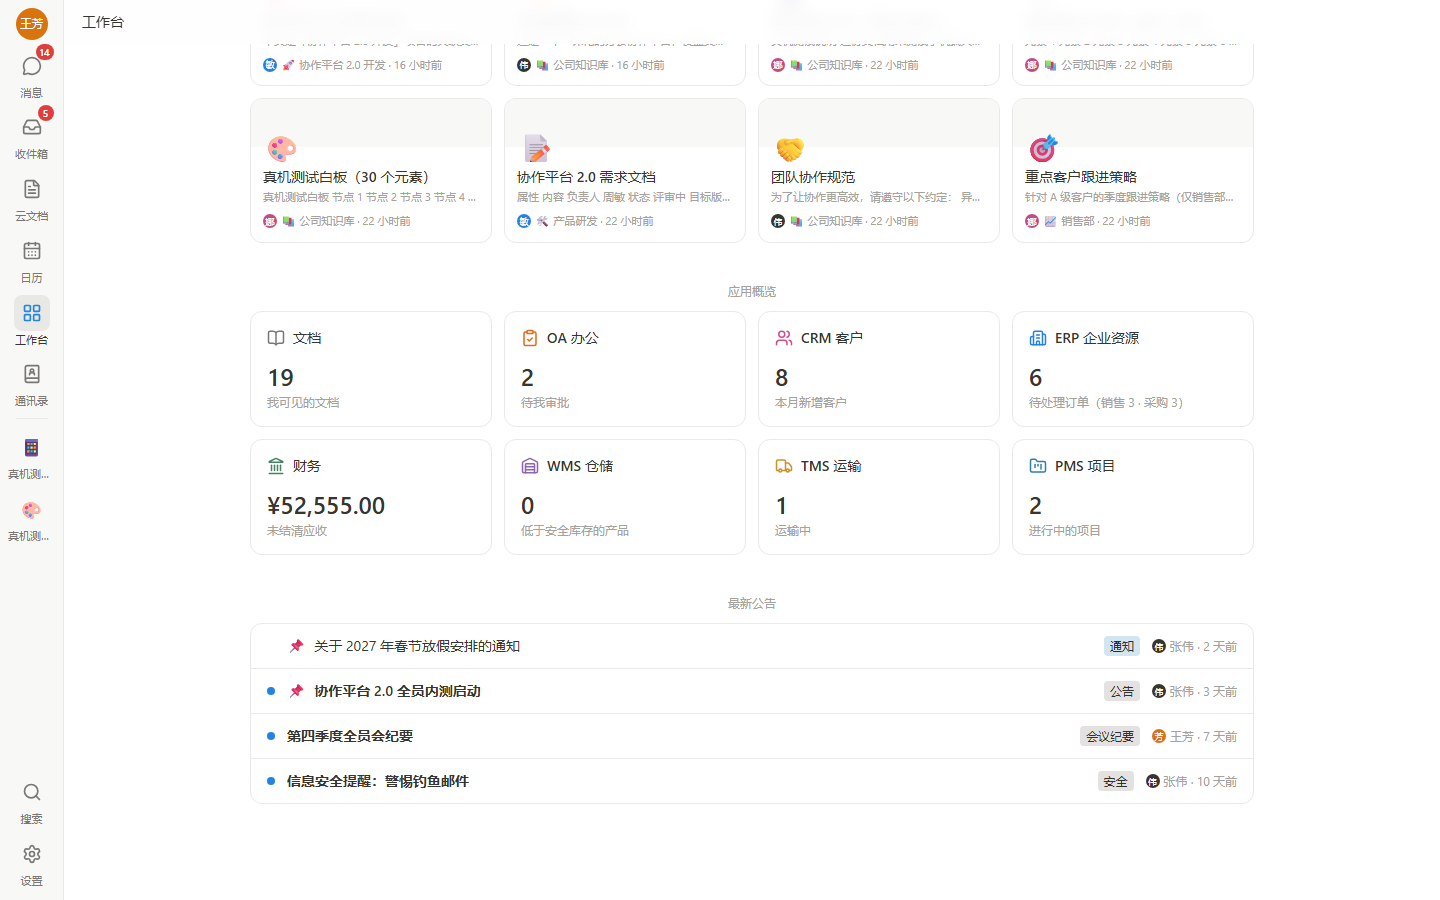 王芳
工作台
14
消息
5
收件箱
云文档
日历
工作台
通讯录
真机测...
真机测...
搜索
设置
敏 协作平台 2.0 开发 · 16 小时前
伟 公司知识库 · 16 小时前
娜 公司知识库 · 22 小时前
娜 公司知识库 · 22 小时前
真机测试白板（30 个元素）
真机测试白板 节点 1 节点 2 节点 3 节点 4 ...
娜 公司知识库 · 22 小时前
协作平台 2.0 需求文档
属性 内容 负责人 周敏 状态 评审中 目标版...
敏 产品研发 · 22 小时前
团队协作规范
为了让协作更高效，请遵守以下约定： 异...
伟 公司知识库 · 22 小时前
重点客户跟进策略
针对 A 级客户的季度跟进策略（仅销售部...
娜 销售部 · 22 小时前
应用概览
文档
19
我可见的文档
OA 办公
2
待我审批
CRM 客户
8
本月新增客户
ERP 企业资源
6
待处理订单（销售 3 · 采购 3）
财务
¥52,555.00
未结清应收
WMS 仓储
0
低于安全库存的产品
TMS 运输
1
运输中
PMS 项目
2
进行中的项目
最新公告
关于 2027 年春节放假安排的通知 通知 伟 张伟 · 2 天前
协作平台 2.0 全员内测启动 公告 伟 张伟 · 3 天前
第四季度全员会纪要 会议纪要 芳 王芳 · 7 天前
信息安全提醒：警惕钓鱼邮件 安全 伟 张伟 · 10 天前